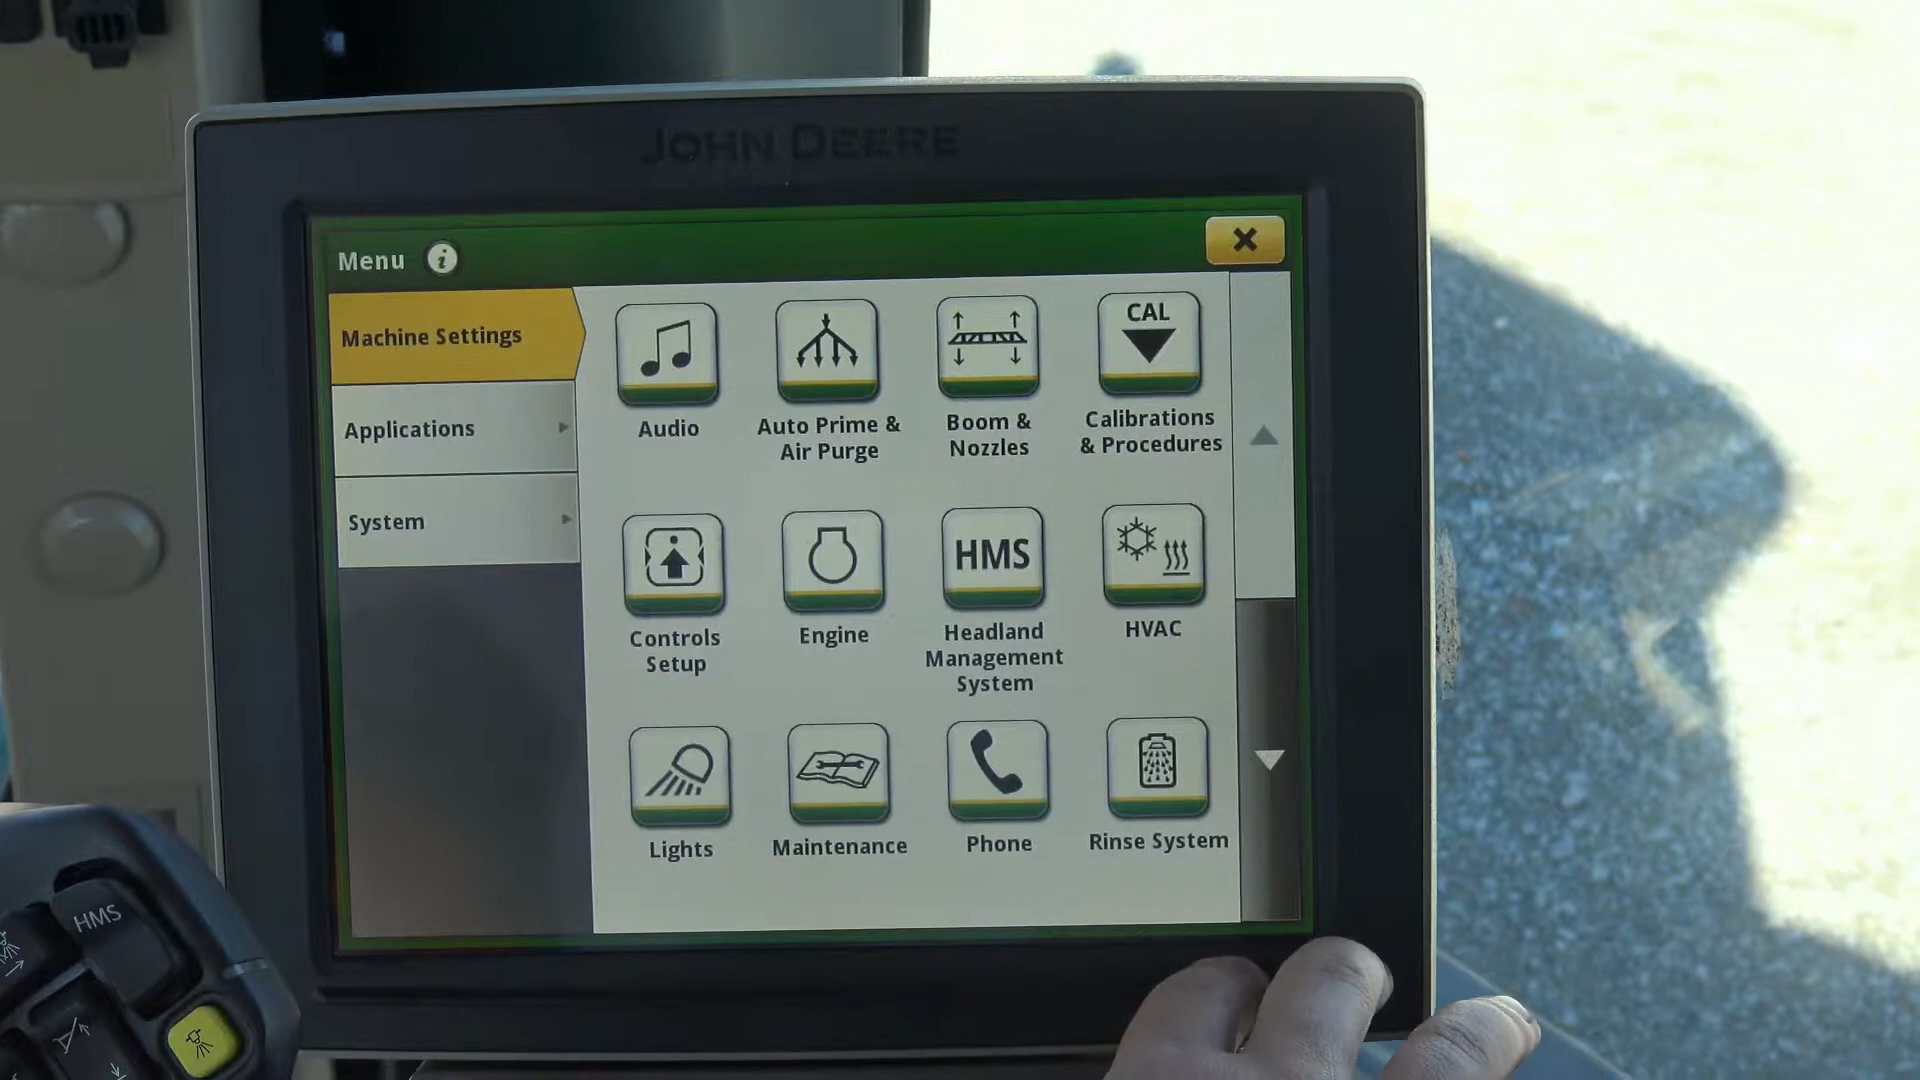 JOHN DEERE
Menu
Machine Settings
Applications
System
Audio
Auto Prime &
Air Purge
Boom &
Nozzles
CAL
Calibrations
& Procedures
Controls
Setup
Engine
HMS
Headland
Management
System
HVAC
Lights
Maintenance
Phone
Rinse System
HMS